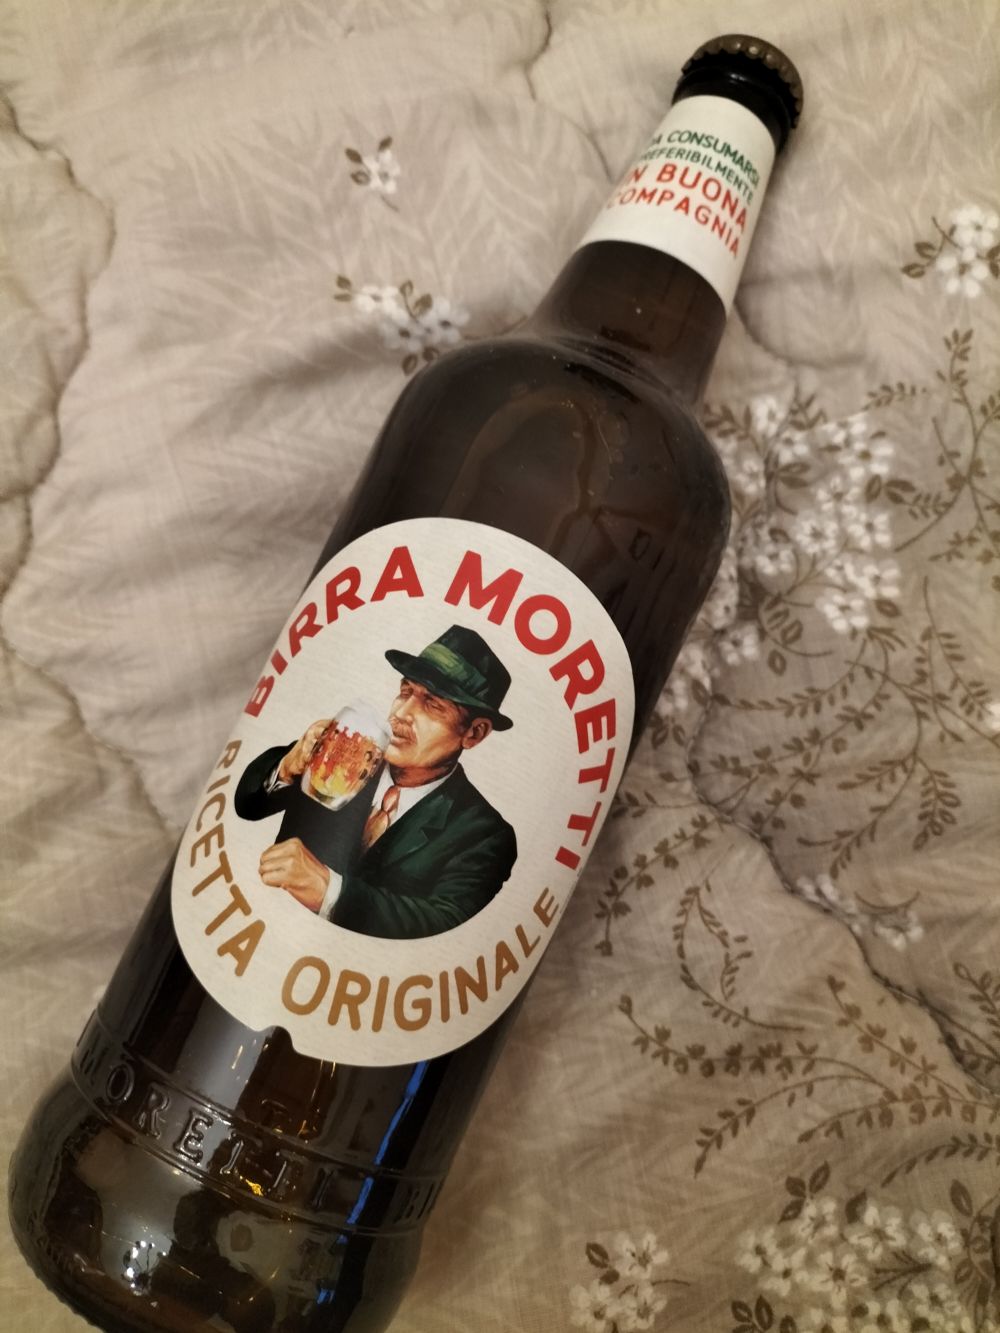 DA CONSUMARSI
PREFERIBILMENTE
IN BUONA
COMPAGNIA
BIRRA MORETTI
RICETTA ORIGINALE
MORETTI